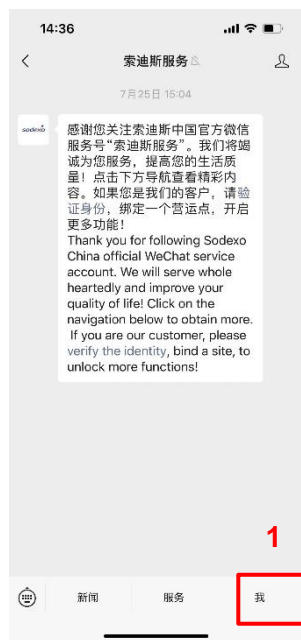 14:36
索迪斯服务
7月25日 15:04
sodexo
感谢您关注索迪斯中国官方微信
服务号“索迪斯服务”。我们将竭
诚为您服务，提高您的生活质
量！点击下方导航查看精彩内
容。如果您是我们的客户，请验
证身份，绑定一个营运点，开启
更多功能！
Thank you for following Sodexo
China official WeChat service
account. We will serve whole
heartedly and improve your
quality of life! Click on the
navigation below to obtain more.
If you are our customer, please
verify the identity, bind a site, to
unlock more functions!
1
新闻
服务
我